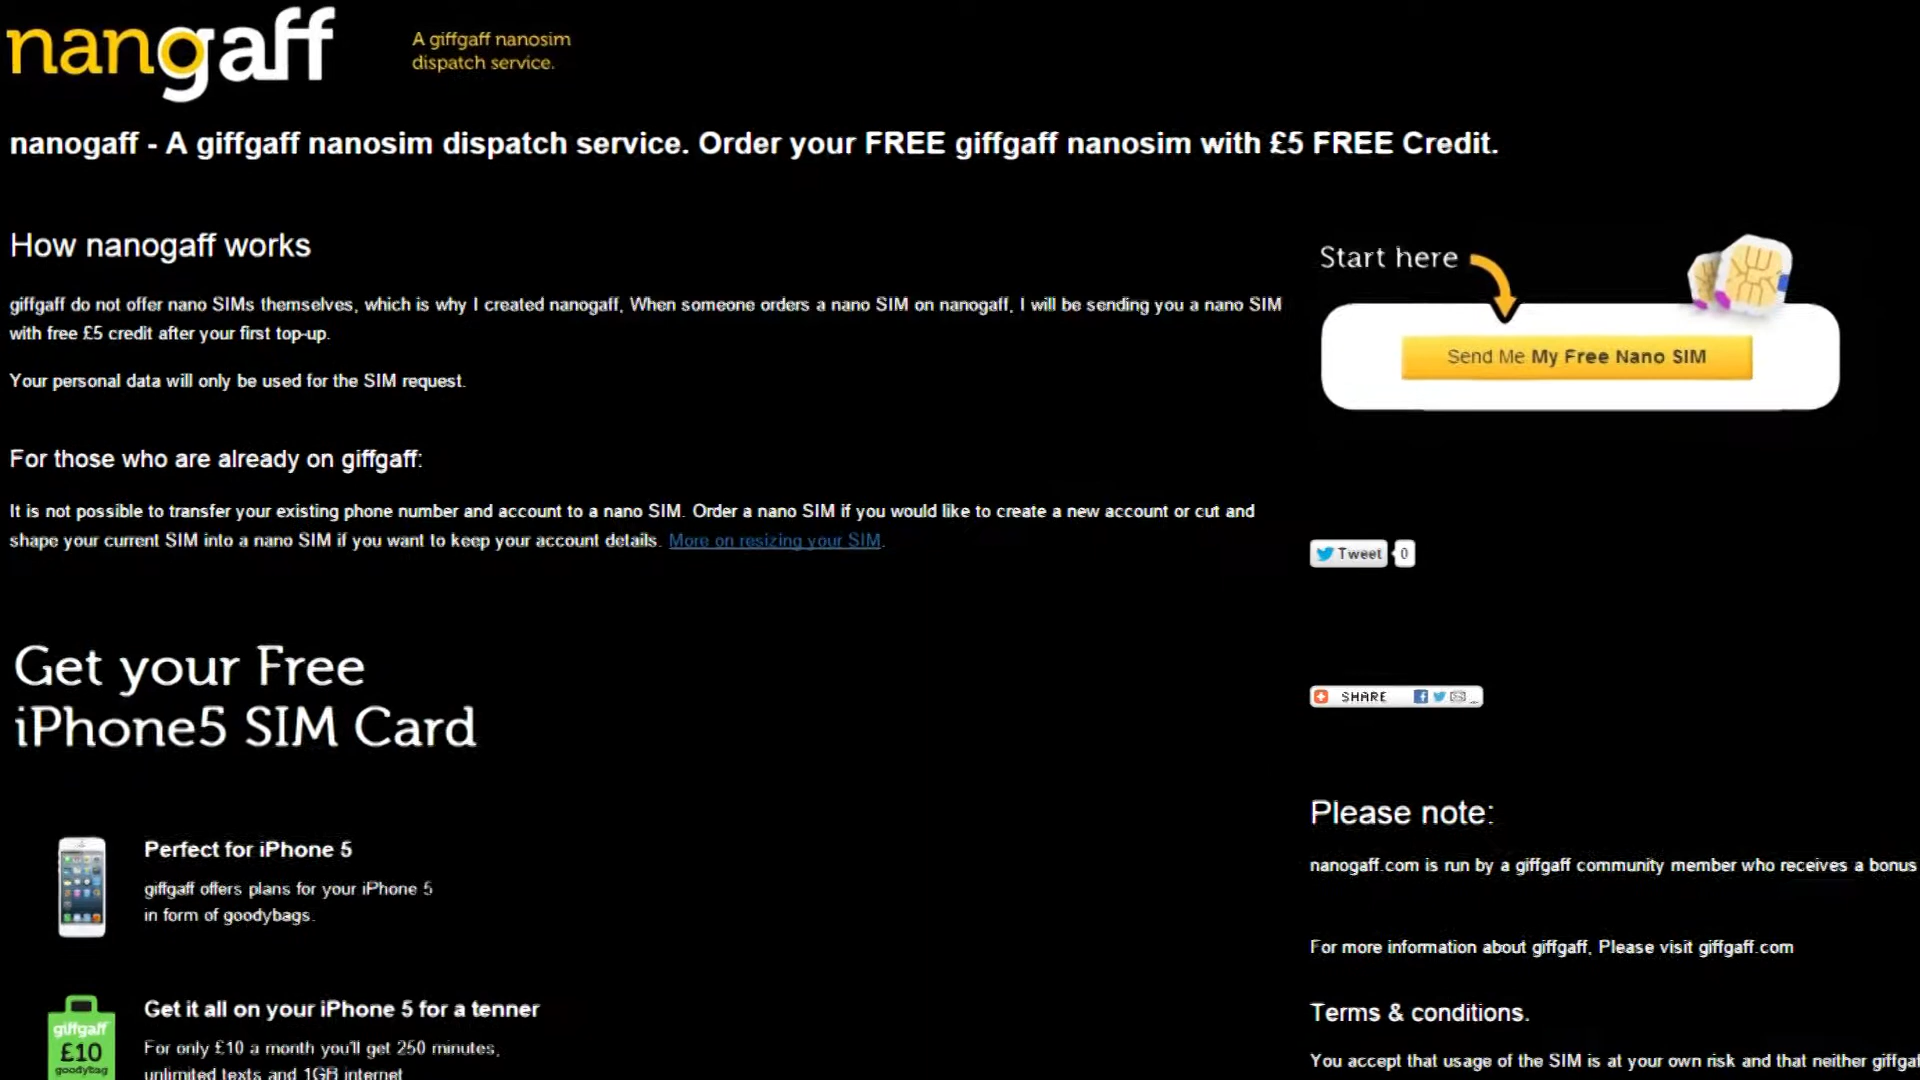 nangaff
A giffgaff nanosim
dispatch service.
nanogaff - A giffgaff nanosim dispatch service. Order your FREE giffgaff nanosim with £5 FREE Credit.
How nanogaff works
giffgaff do not offer nano SIMs themselves, which is why I created nanogaff, When someone orders a nano SIM on nanogaff, I will be sending you a nano SIM
with free £5 credit after your first top-up.
Your personal data will only be used for the SIM request.
For those who are already on giffgaff:
It is not possible to transfer your existing phone number and account to a nano SIM. Order a nano SIM if you would like to create a new account or cut and
shape your current SIM into a nano SIM if you want to keep your account details. More on resizing your SIM.
Get your Free
iPhone5 SIM Card
Perfect for iPhone 5
giffgaff offers plans for your iPhone 5
in form of goodybags.
giffgaff
£10
goodybag
Get it all on your iPhone 5 for a tenner
For only £10 a month you'll get 250 minutes,
unlimited texts and 1GB internet
Start here
Send Me My Free Nano SIM
Tweet 0
SHARE
Please note:
nanogaff.com is run by a giffgaff community member who receives a bonus
For more information about giffgaff, Please visit giffgaff.com
Terms & conditions.
You accept that usage of the SIM is at your own risk and that neither giffgaf